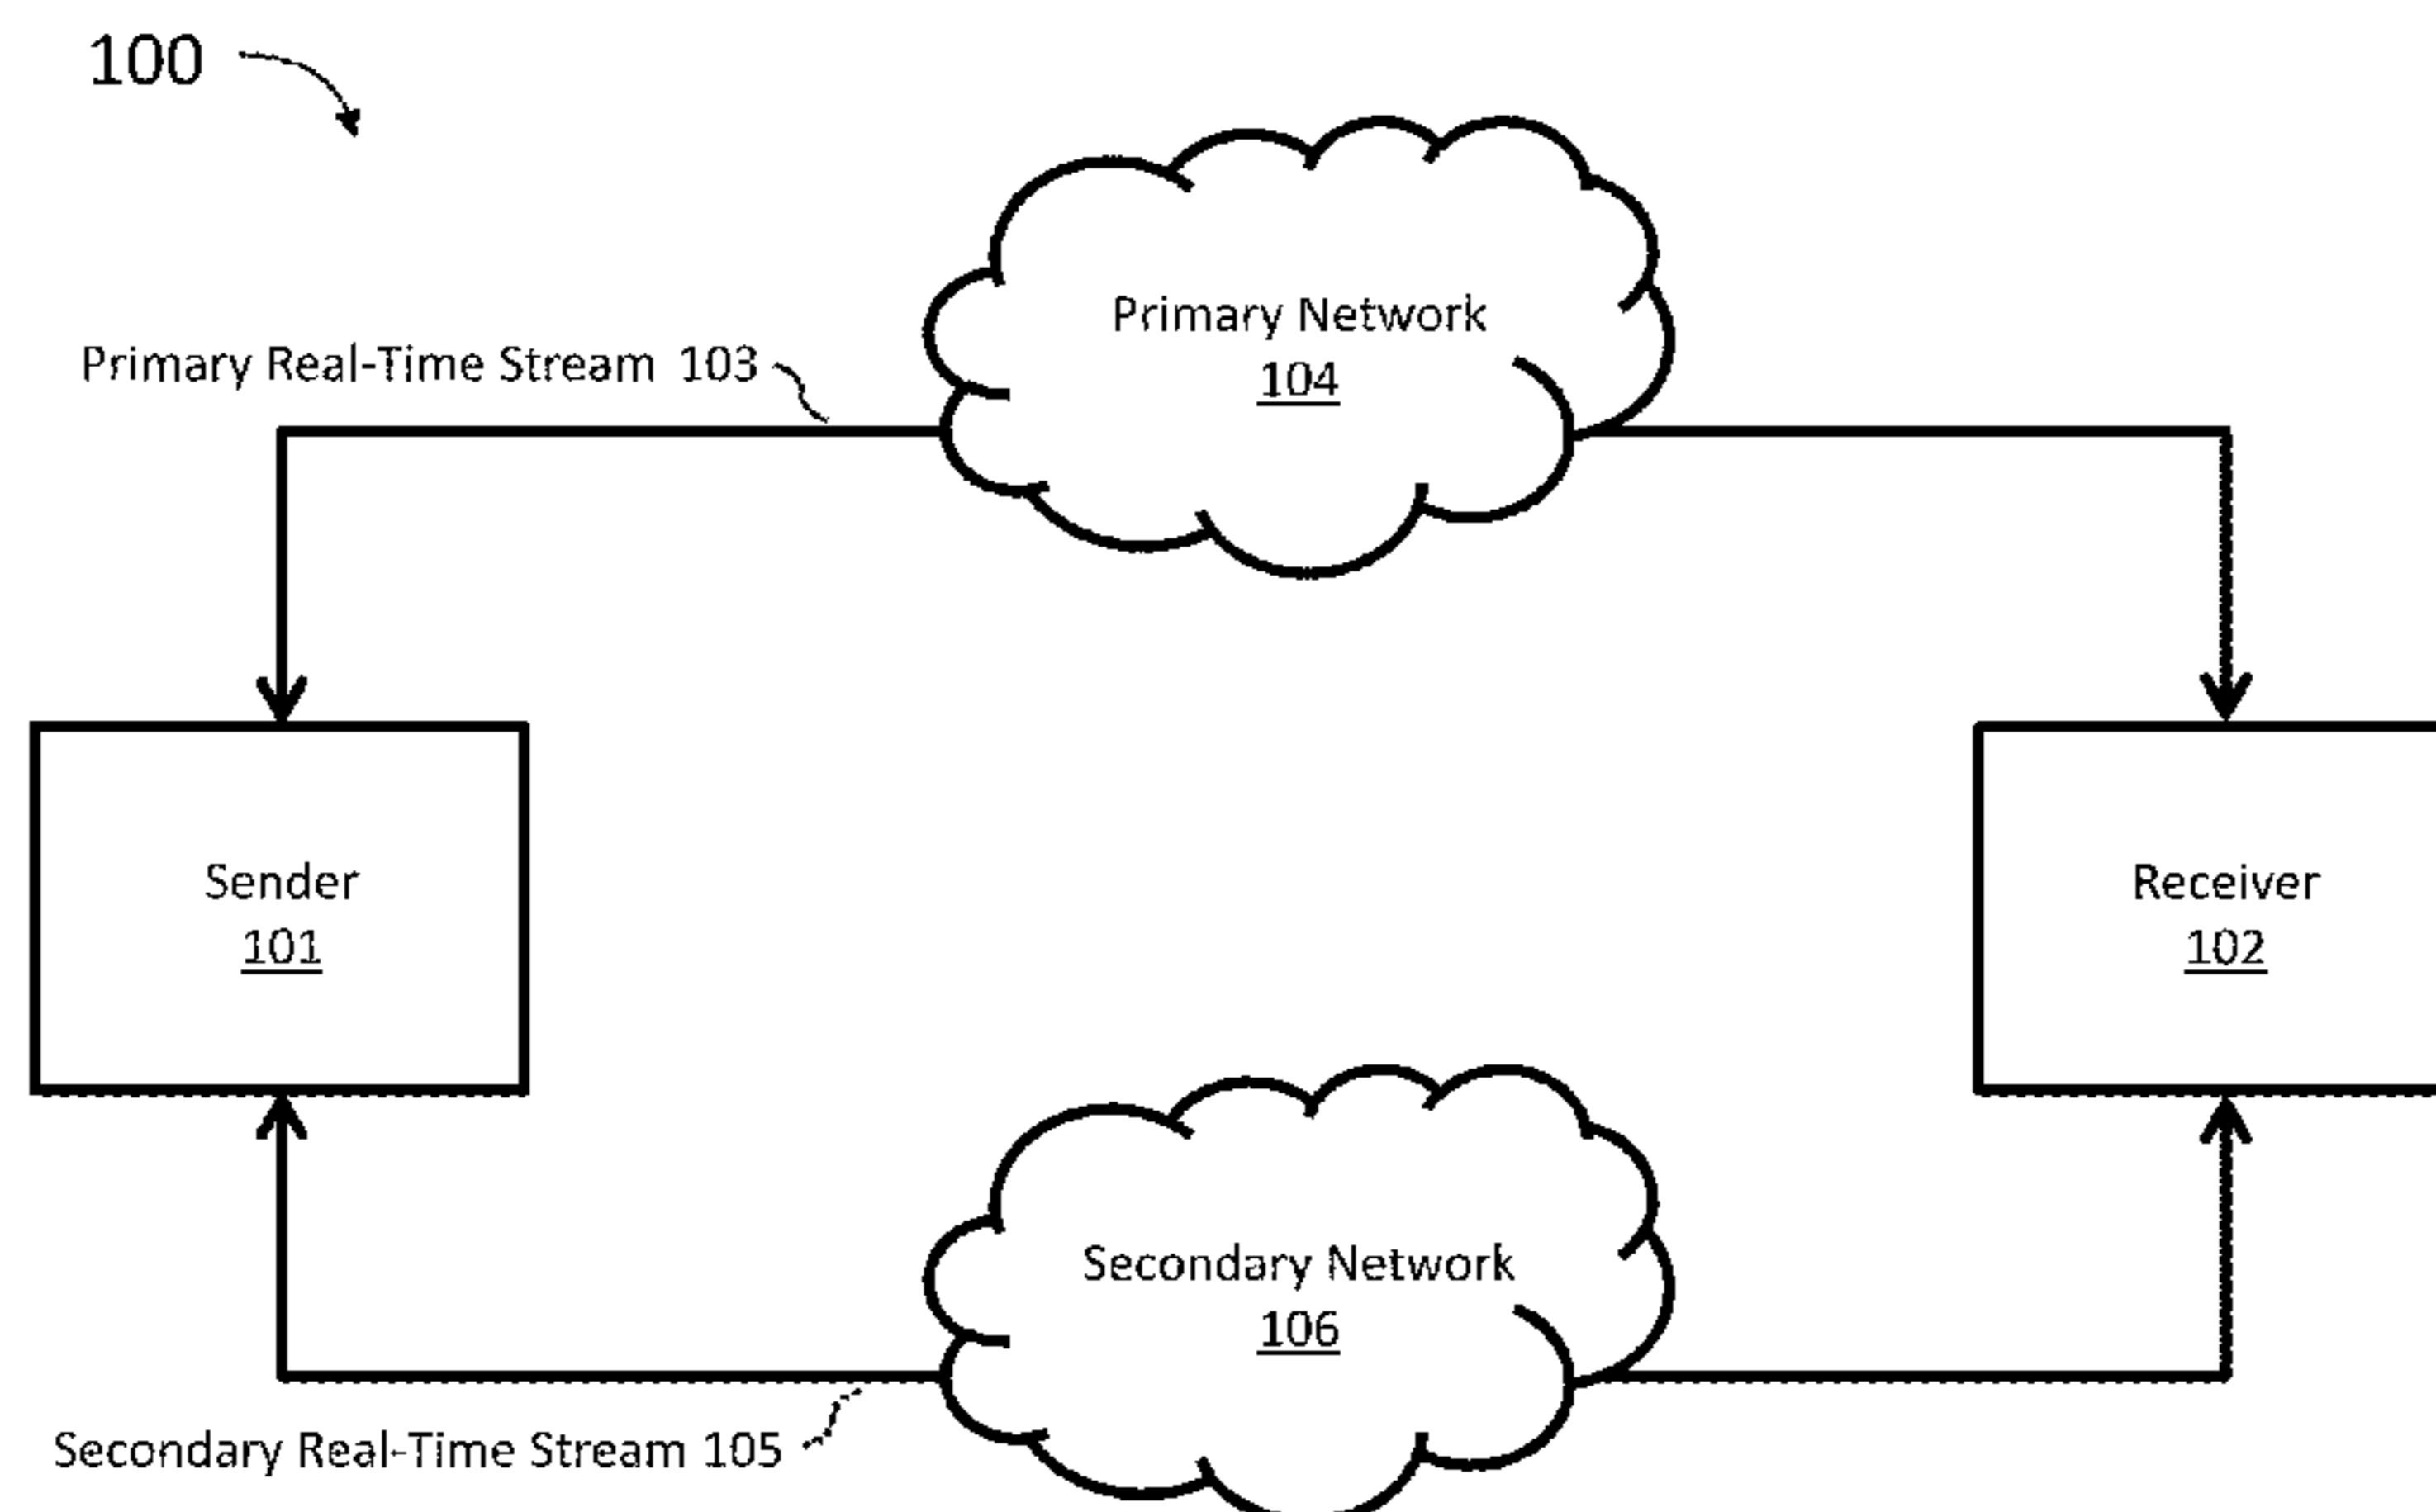 100
Primary Network
104
Primary Real-Time Stream 103
Sender
101
Receiver
102
Secondary Network
106
Secondary Real-Time Stream 105